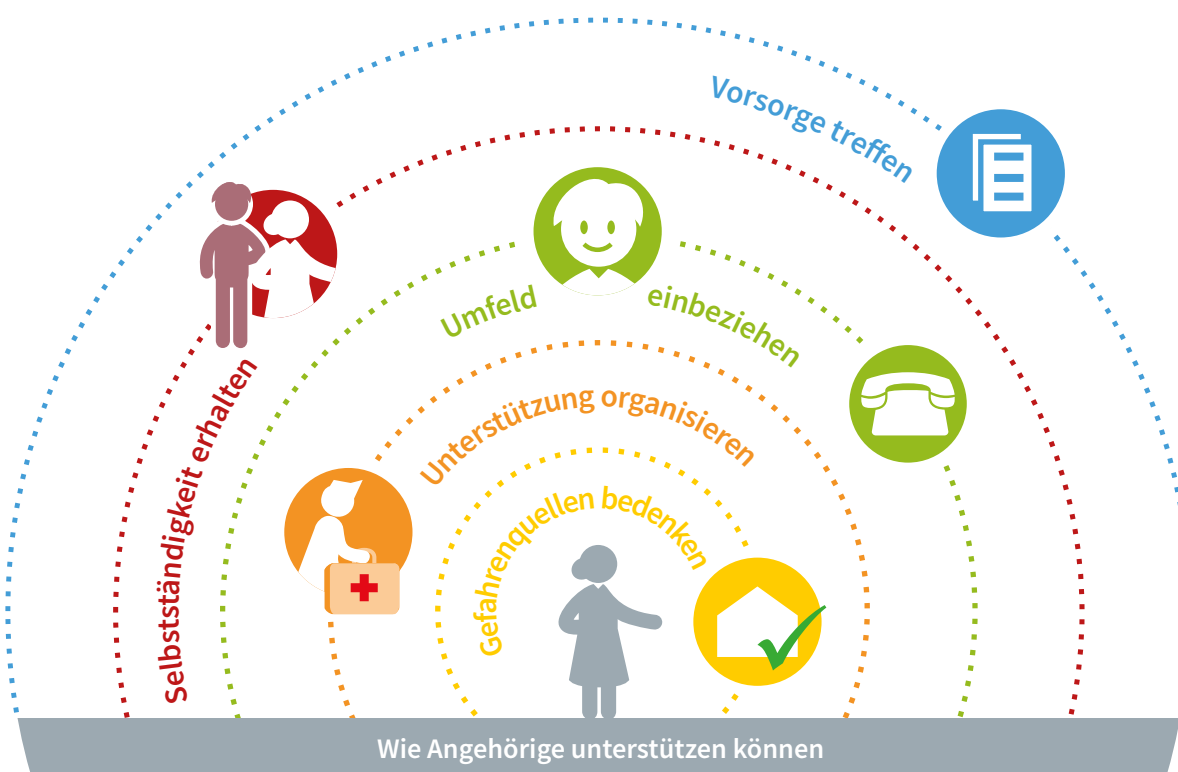 Vorsorge treffen
Selbstständigkeit erhalten
Umfeld einbeziehen
Unterstützung organisieren
Gefahrenquellen bedenken
Wie Angehörige unterstützen können